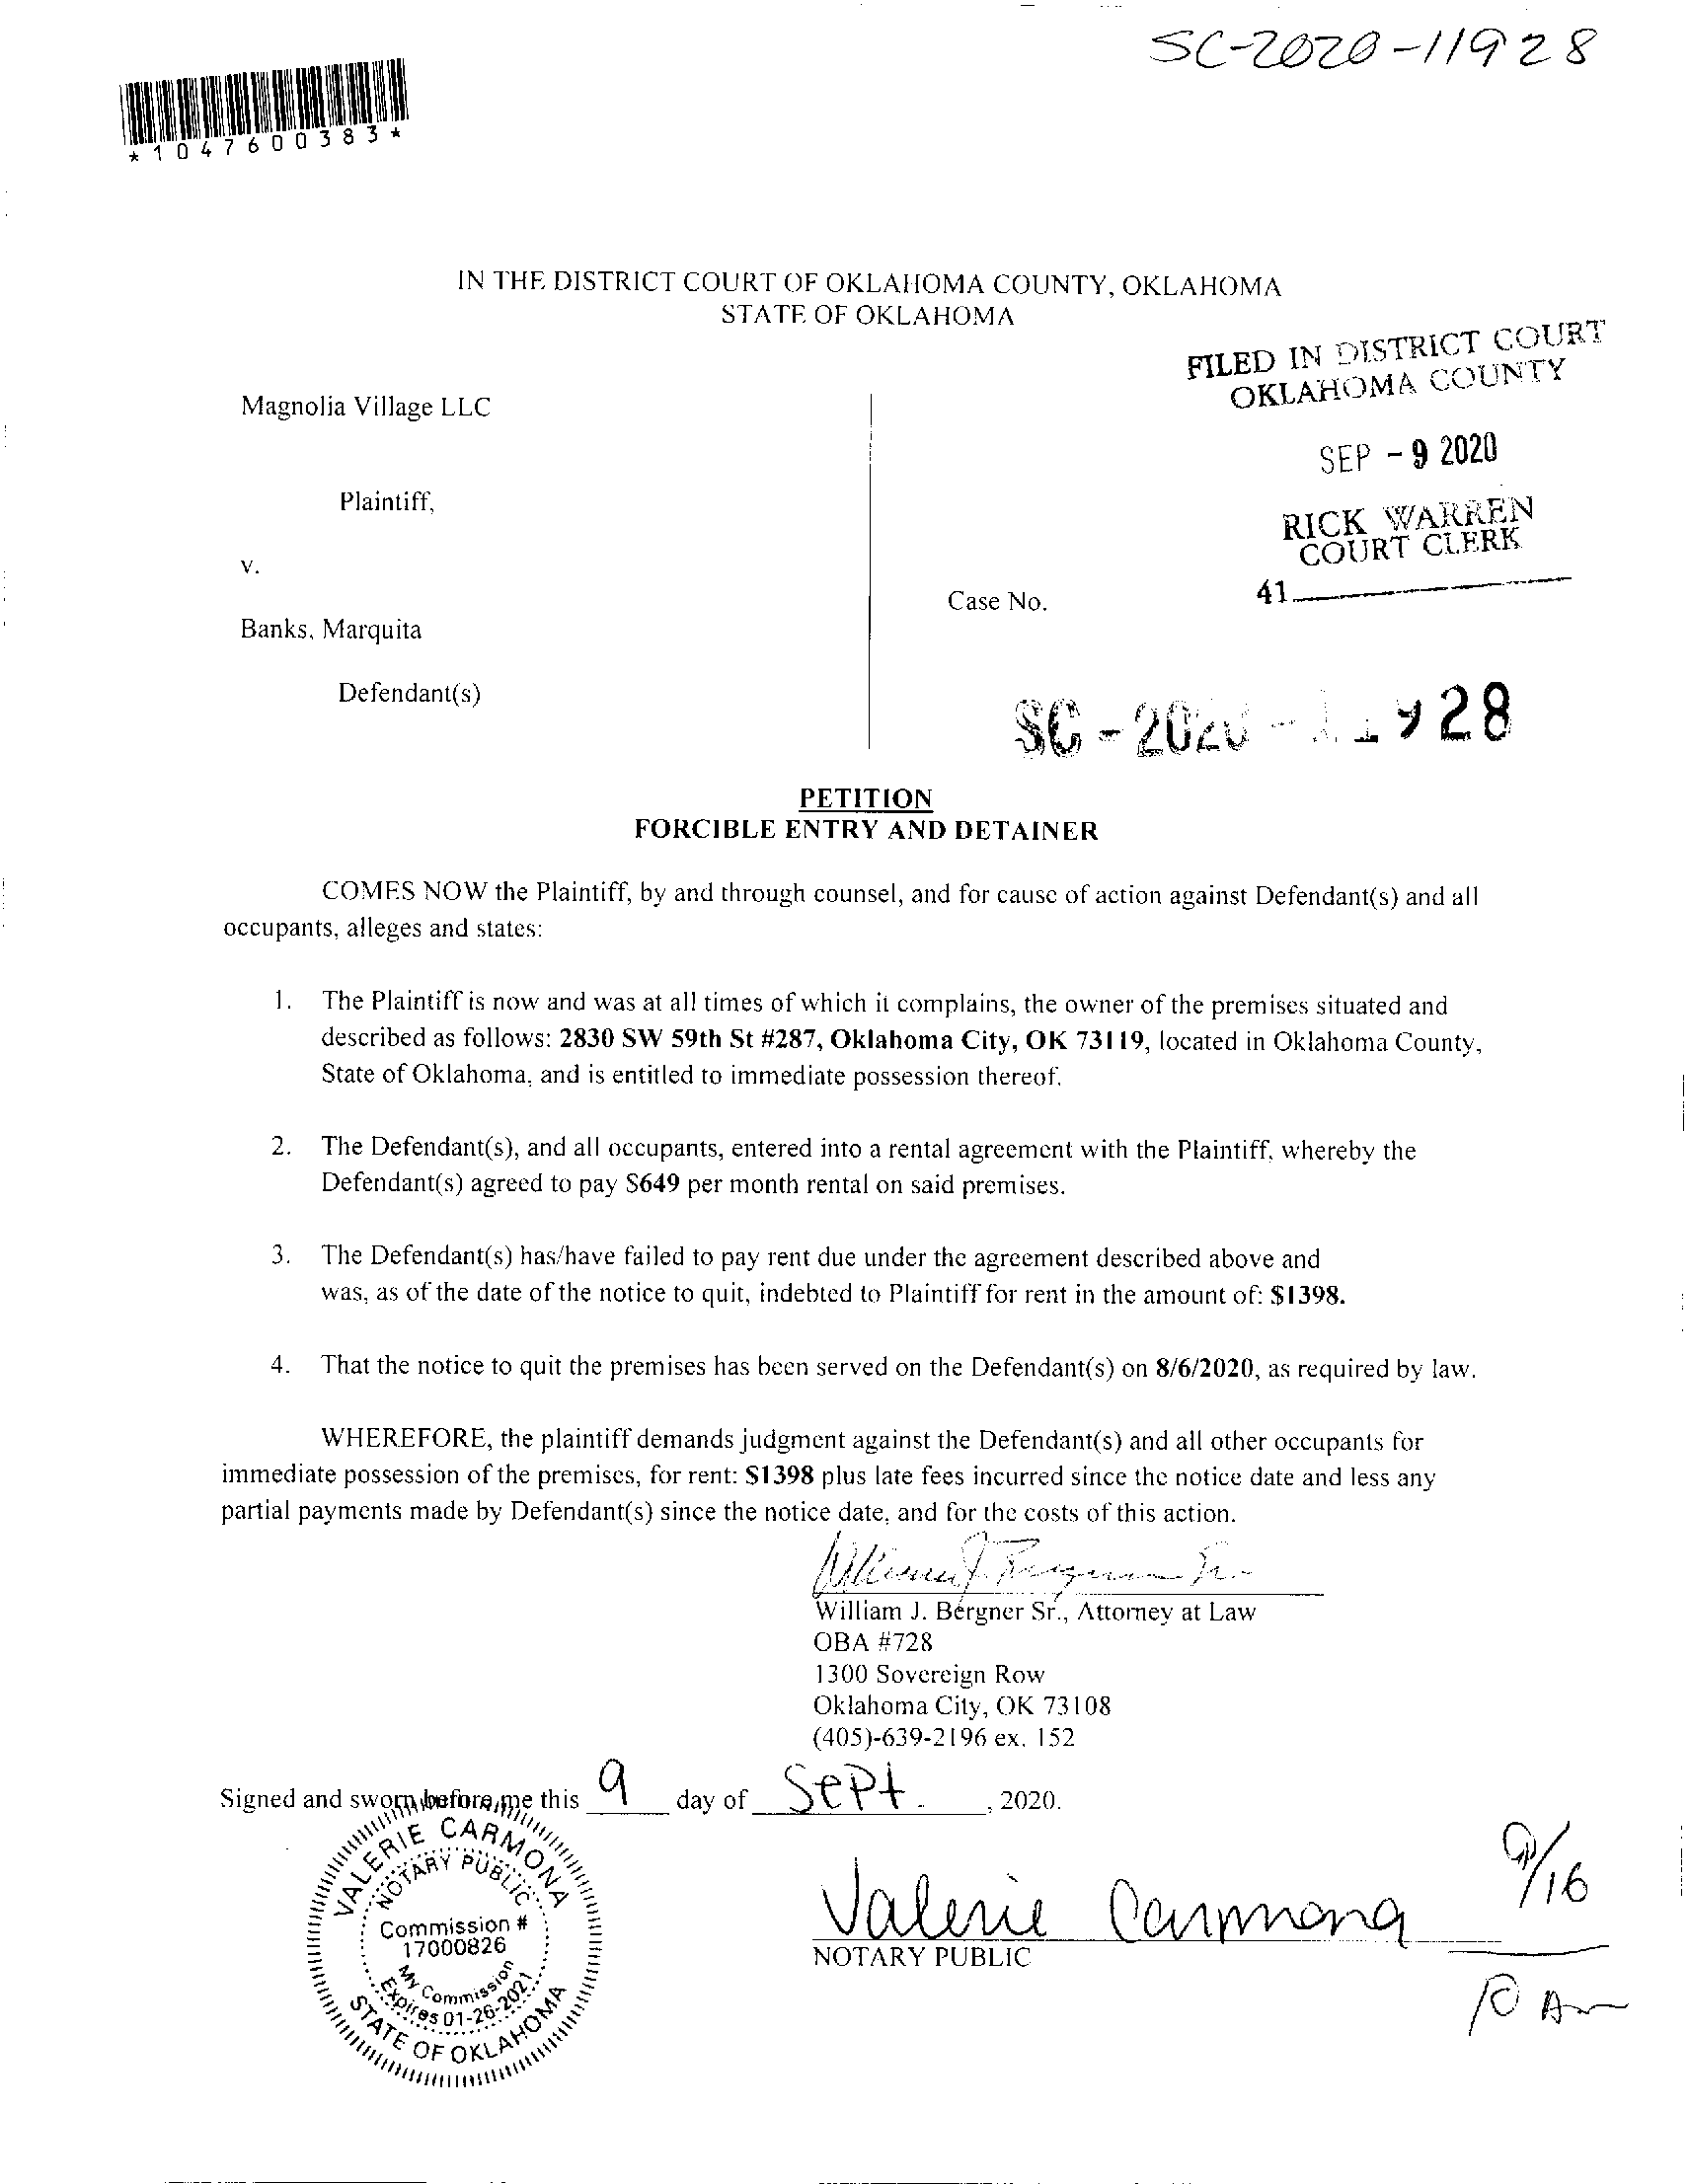 SC-2020-11928
*1047600383*
IN THE DISTRICT COURT OF OKLAHOMA COUNTY, OKLAHOMA
STATE OF OKLAHOMA
FILED IN DISTRICT COURT
OKLAHOMA COUNTY
Magnolia Village LLC
SEP - 9 2020
Plaintiff,
RICK WARREN
COURT CLERK
v.
41
Case No.
Banks, Marquita
Defendant(s)
SC - 2020 - 11928
PETITION
FORCIBLE ENTRY AND DETAINER
COMES NOW the Plaintiff, by and through counsel, and for cause of action against Defendant(s) and all
occupants, alleges and states:
1. The Plaintiff is now and was at all times of which it complains, the owner of the premises situated and
described as follows: 2830 SW 59th St #287, Oklahoma City, OK 73119, located in Oklahoma County,
State of Oklahoma, and is entitled to immediate possession thereof.
2. The Defendant(s), and all occupants, entered into a rental agreement with the Plaintiff, whereby the
Defendant(s) agreed to pay $649 per month rental on said premises.
3. The Defendant(s) has/have failed to pay rent due under the agreement described above and
was, as of the date of the notice to quit, indebted to Plaintiff for rent in the amount of: $1398.
4. That the notice to quit the premises has been served on the Defendant(s) on 8/6/2020, as required by law.
WHEREFORE, the plaintiff demands judgment against the Defendant(s) and all other occupants for
immediate possession of the premises, for rent: $1398 plus late fees incurred since the notice date and less any
partial payments made by Defendant(s) since the notice date, and for the costs of this action.
William J. Bergner Sr.
William J. Bergner Sr., Attorney at Law
OBA #728
1300 Sovereign Row
Oklahoma City, OK 73108
(405)-639-2196 ex. 152
Signed and sworn before me this 9 day of Sept. , 2020.
VALERIE CARMONA
NOTARY PUBLIC
Commission #
17000826
My Commission
Expires 01-26-2021
STATE OF OKLAHOMA
Valerie Carmona
NOTARY PUBLIC
9/16
10 Am